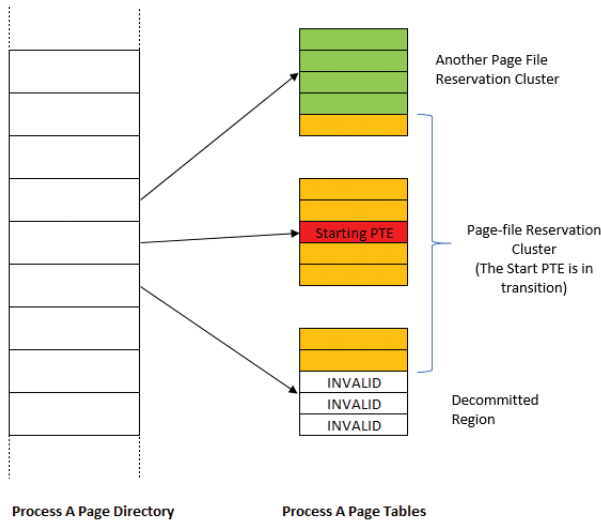 Another Page File
Reservation Cluster
Starting PTE
Page-file Reservation
Cluster
(The Start PTE is in
transition)
INVALID
INVALID
INVALID
Decommitted
Region
Process A Page Directory
Process A Page Tables